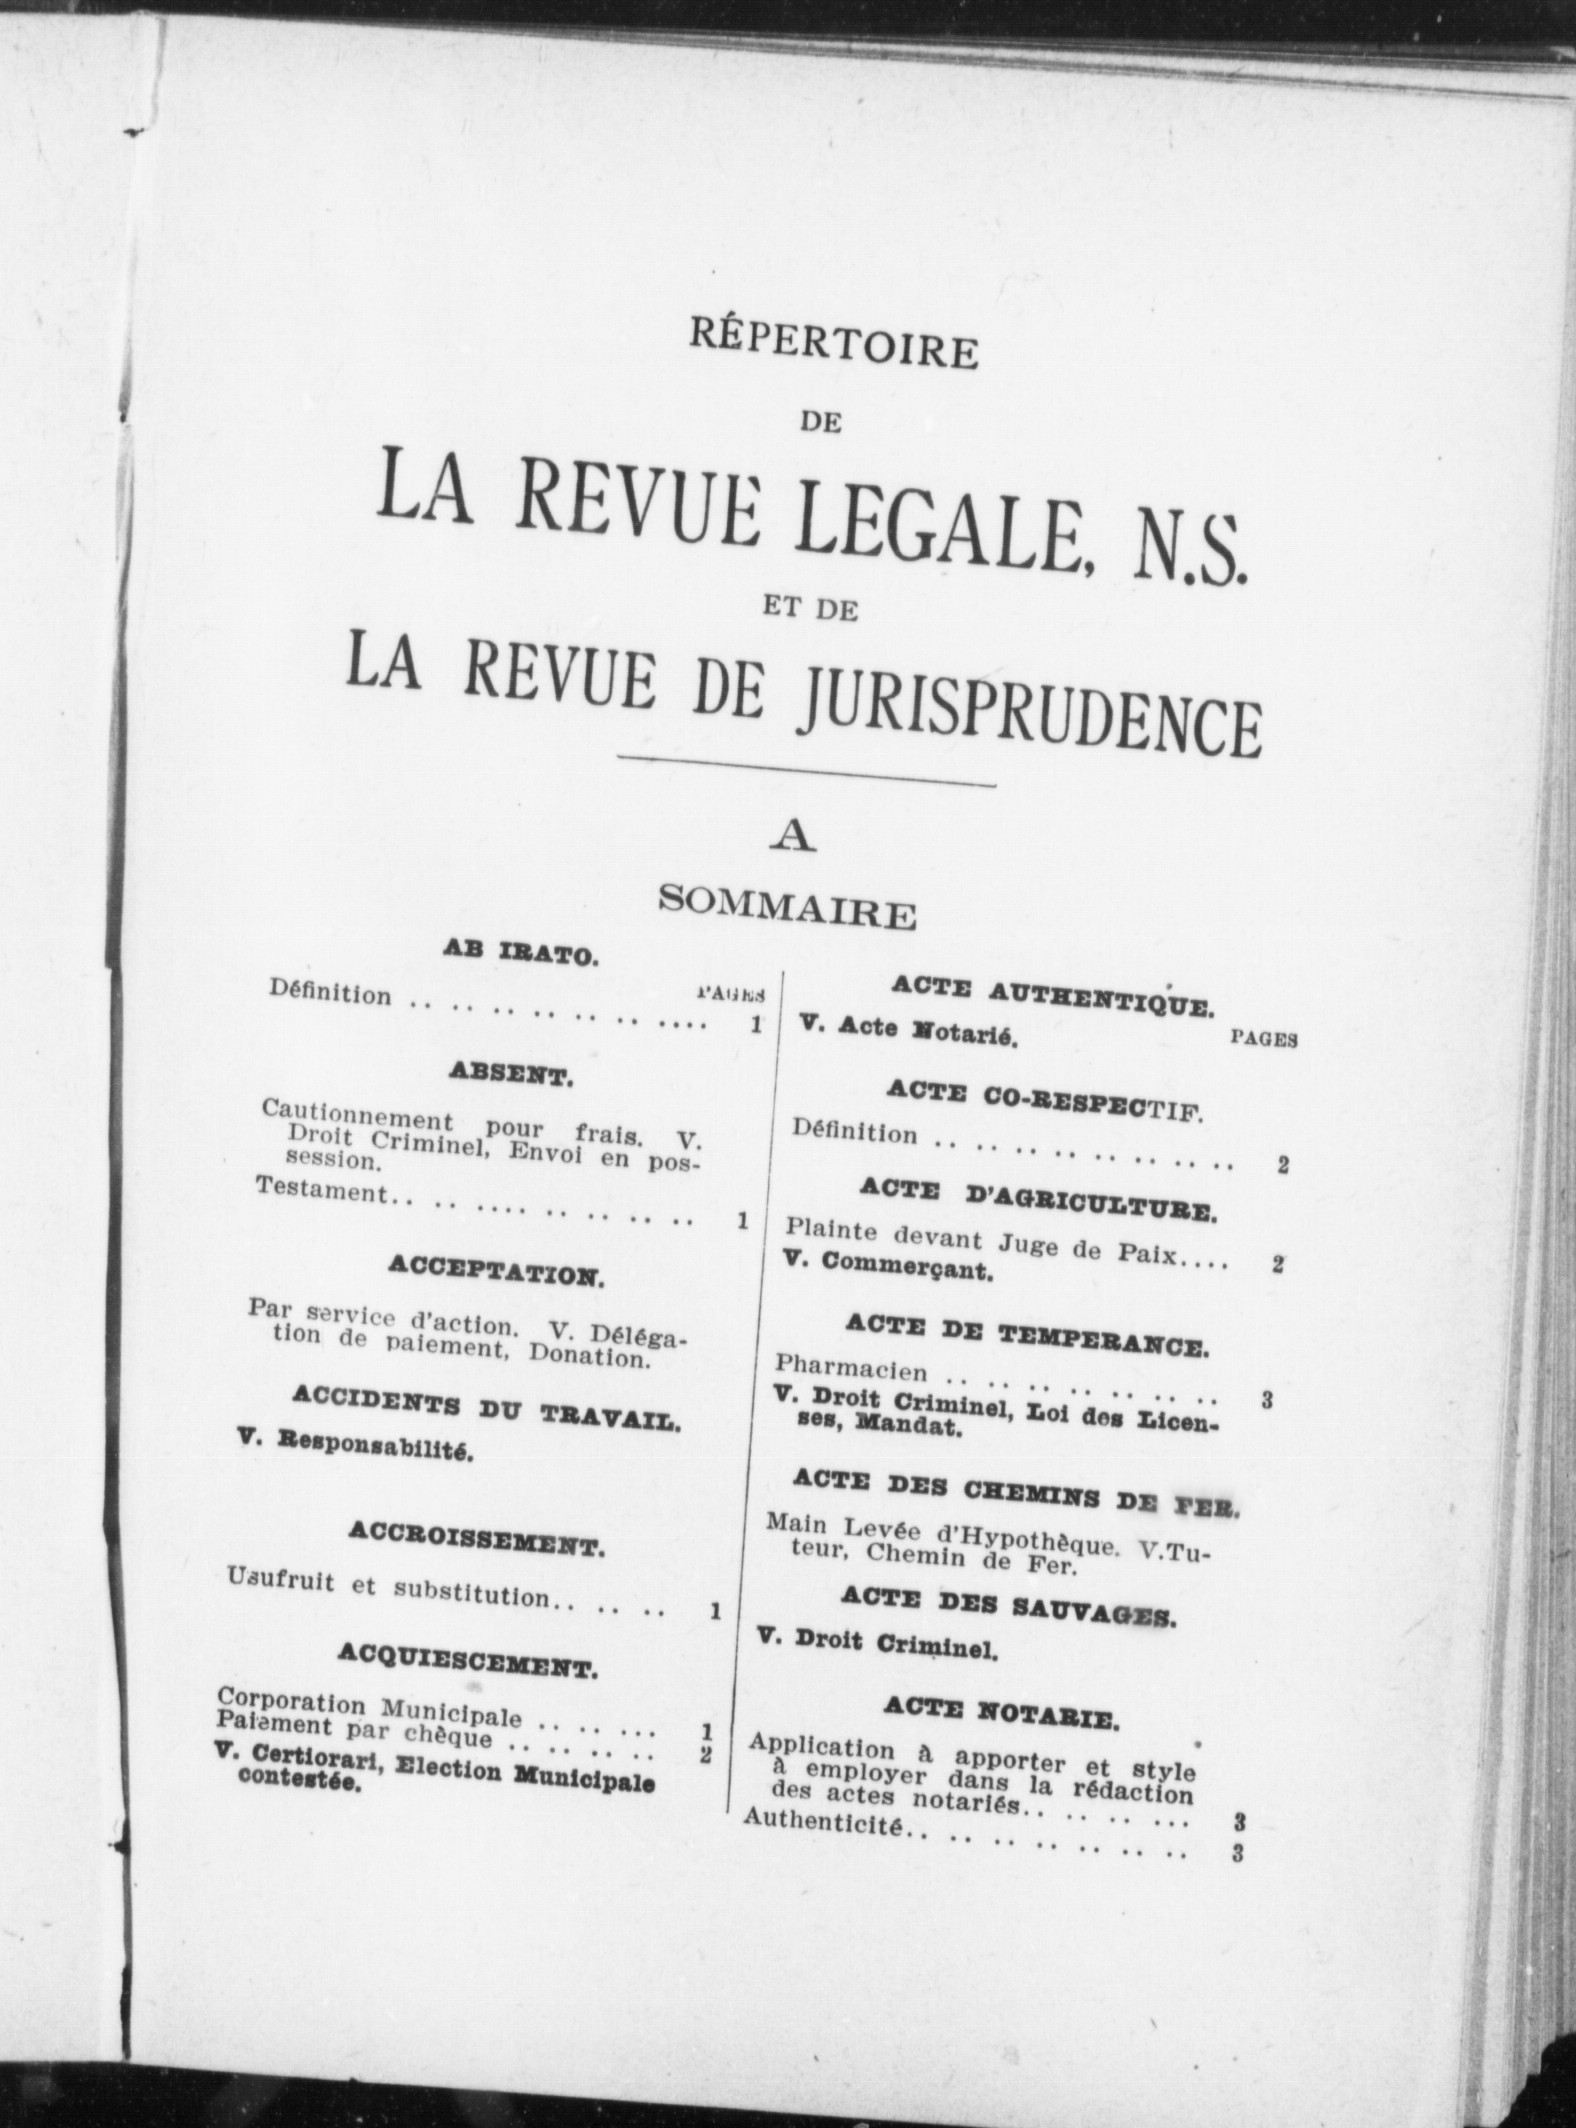 RÉPERTOIRE
DE
LA REVUE LEGALE, N.S.
ET DE
LA REVUE DE JURISPRUDENCE
A
SOMMAIRE
AB IRATO.
PAGES
Définition .. .. .. .. .. .. .... 1
ABSENT.
Cautionnement pour frais. V.
Droit Criminel, Envoi en pos-
session.
Testament.. .. .... .. .. .. .. 1
ACCEPTATION.
Par service d'action. V. Déléga-
tion de paiement, Donation.
ACCIDENTS DU TRAVAIL.
V. Responsabilité.
ACCROISSEMENT.
Usufruit et substitution.. .. .. 1
ACQUIESCEMENT.
Corporation Municipale .. .. ... 1
Paiement par chèque .. .. .. .. 2
V. Certiorari, Election Municipale
contestée.
ACTE AUTHENTIQUE.
PAGES
V. Acte Notarié.
ACTE CO-RESPECTIF.
Définition .. .. .. .. .. .. .. .. 2
ACTE D'AGRICULTURE.
Plainte devant Juge de Paix.... 2
V. Commerçant.
ACTE DE TEMPERANCE.
Pharmacien .. .. .. .. .. .. .. 3
V. Droit Criminel, Loi des Licen-
ses, Mandat.
ACTE DES CHEMINS DE FER.
Main Levée d'Hypothèque. V.Tu-
teur, Chemin de Fer.
ACTE DES SAUVAGES.
V. Droit Criminel.
ACTE NOTARIE.
Application à apporter et style
à employer dans la rédaction
des actes notariés.. .. .. ... 3
Authenticité.. .. .. .. .. .. .. 3